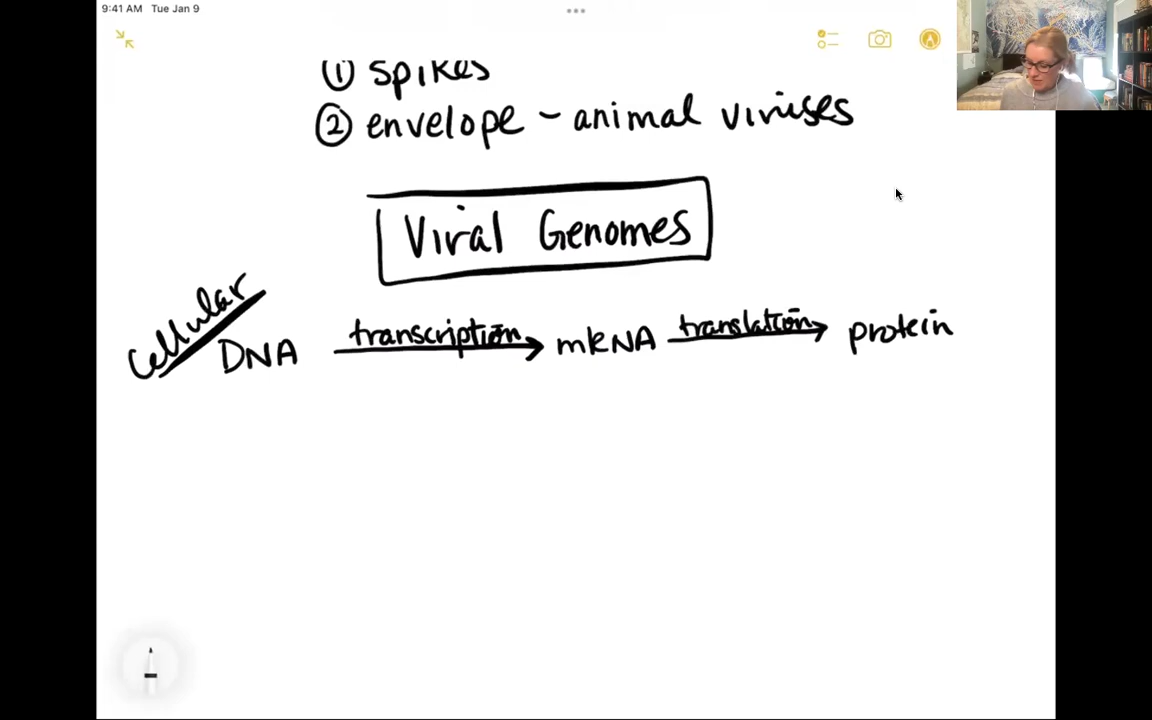 9:41 AM Tue Jan 9
① spikes
② envelope - animal viruses
Viral Genomes
cellular
DNA transcription mRNA translation protein